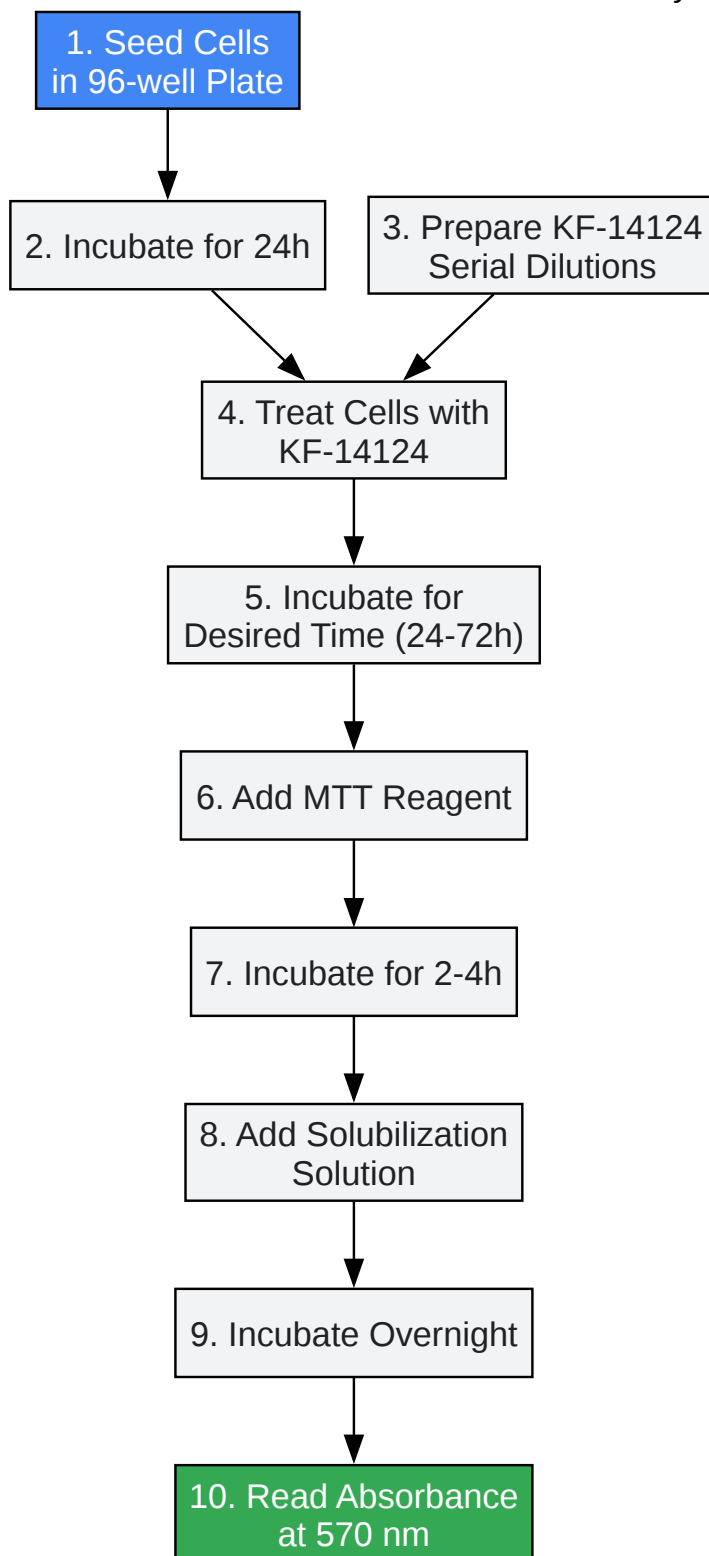 1. Seed Cells
in 96-well Plate
2. Incubate for 24h
3. Prepare KF-14124
Serial Dilutions
4. Treat Cells with
KF-14124
5. Incubate for
Desired Time (24-72h)
6. Add MTT Reagent
7. Incubate for 2-4h
8. Add Solubilization
Solution
9. Incubate Overnight
10. Read Absorbance
at 570 nm